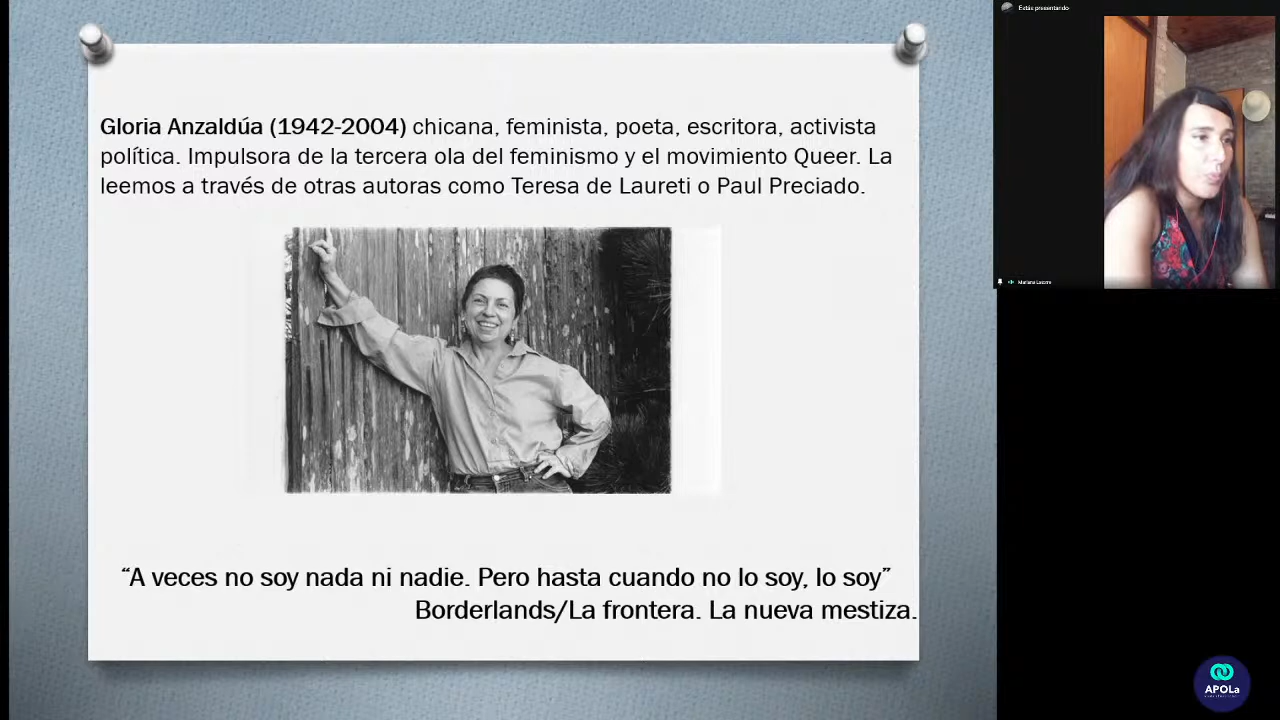 Gloria Anzaldúa (1942-2004) chicana, feminista, poeta, escritora, activista
política. Impulsora de la tercera ola del feminismo y el movimiento Queer. La
leemos a través de otras autoras como Teresa de Laureti o Paul Preciado.
“A veces no soy nada ni nadie. Pero hasta cuando no lo soy, lo soy”
Borderlands/La frontera. La nueva mestiza.
Estás presentando
APOLa